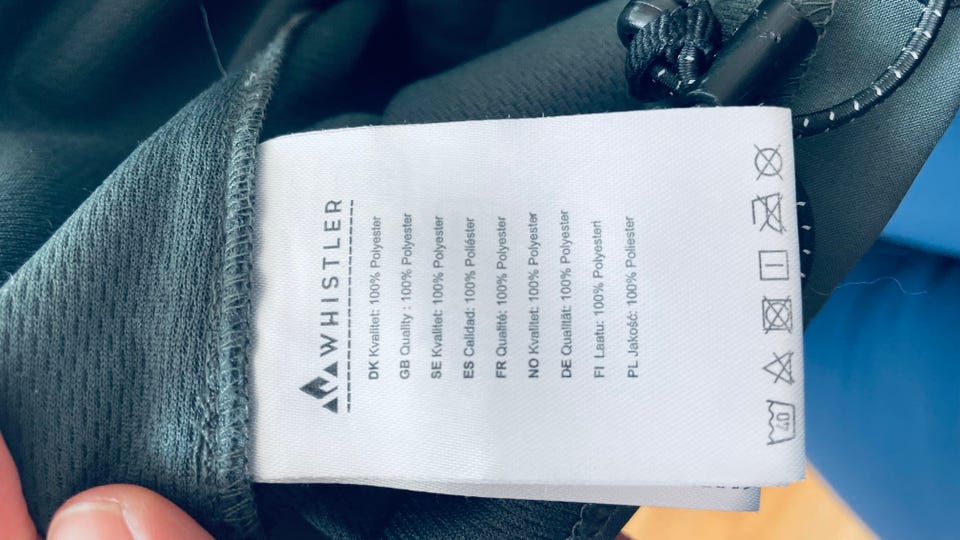 WHISTLER
DK Kvalitet: 100% Polyester
GB Quality : 100% Polyester
SE Kvalitet: 100% Polyester
ES Calidad: 100% Poliéster
FR Qualité: 100% Polyester
NO Kvalitet: 100% Polyester
DE Qualität: 100% Polyester
FI Laatu: 100% Polyesteri
PL Jakość: 100% Poliester
40